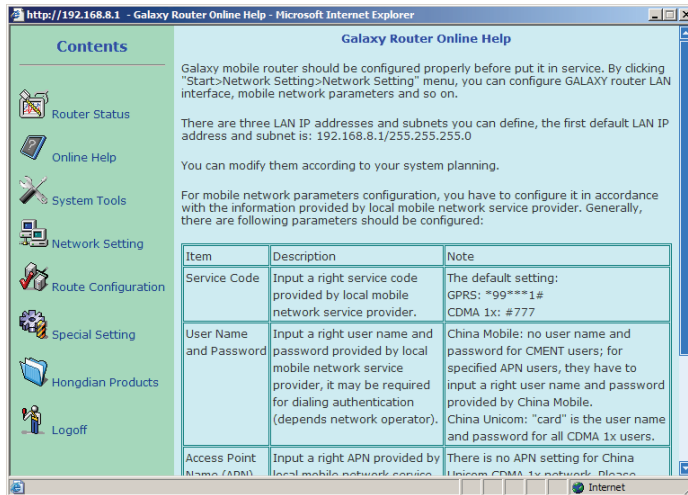 http://192.168.8.1 - Galaxy Router Online Help - Microsoft Internet Explorer
Contents
Router Status
Online Help
System Tools
Network Setting
Route Configuration
Special Setting
Hongdian Products
Logoff
Galaxy Router Online Help
Galaxy mobile router should be configured properly before put it in service. By clicking
"Start>Network Setting>Network Setting" menu, you can configure GALAXY router LAN
interface, mobile network parameters and so on.
There are three LAN IP addresses and subnets you can define, the first default LAN IP
address and subnet is: 192.168.8.1/255.255.255.0
You can modify them according to your system planning.
For mobile network parameters configuration, you have to configure it in accordance
with the information provided by local mobile network service provider. Generally,
there are following parameters should be configured:
Item Description Note
Service Code Input a right service code The default setting:
provided by local mobile GPRS: *99***1#
network service provider. CDMA 1x: #777
User Name Input a right user name and China Mobile: no user name and
and Password password provided by local password for CMENT users; for
mobile network service specified APN users, they have to
provider, it may be required input a right user name and password
for dialing authentication provided by China Mobile.
(depends network operator). China Unicom: "card" is the user name
and password for all CDMA 1x users.
Access Point Input a right APN provided by There is no APN setting for China
Name (APN) local mobile network service Unicom CDMA 1x network. Please
Internet